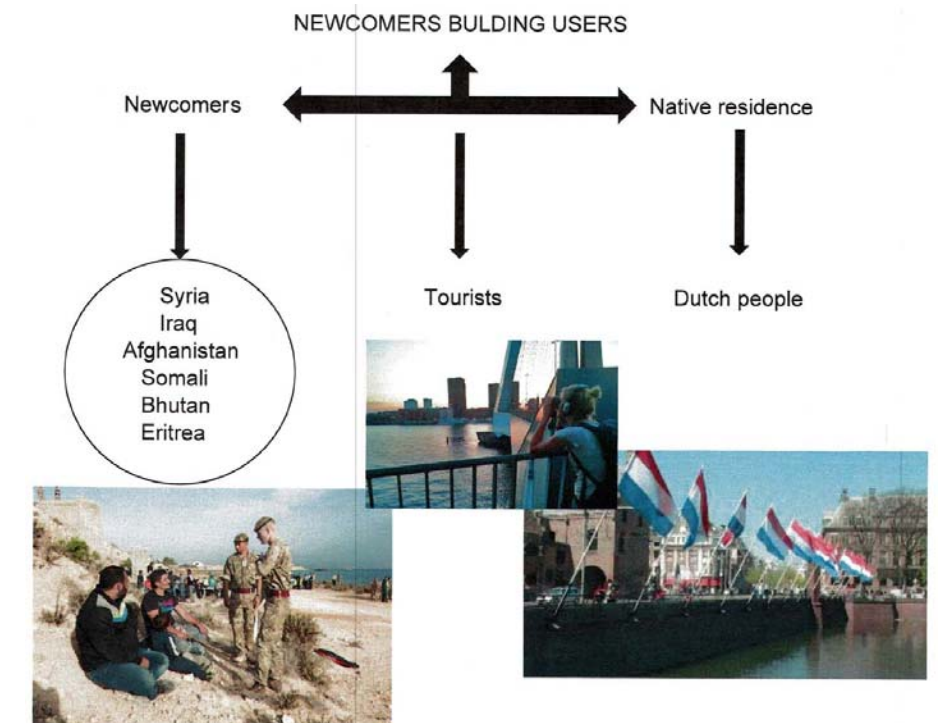 NEWCOMERS BULDING USERS
Newcomers
Native residence
Syria
Iraq
Afghanistan
Somali
Bhutan
Eritrea
Tourists
Dutch people